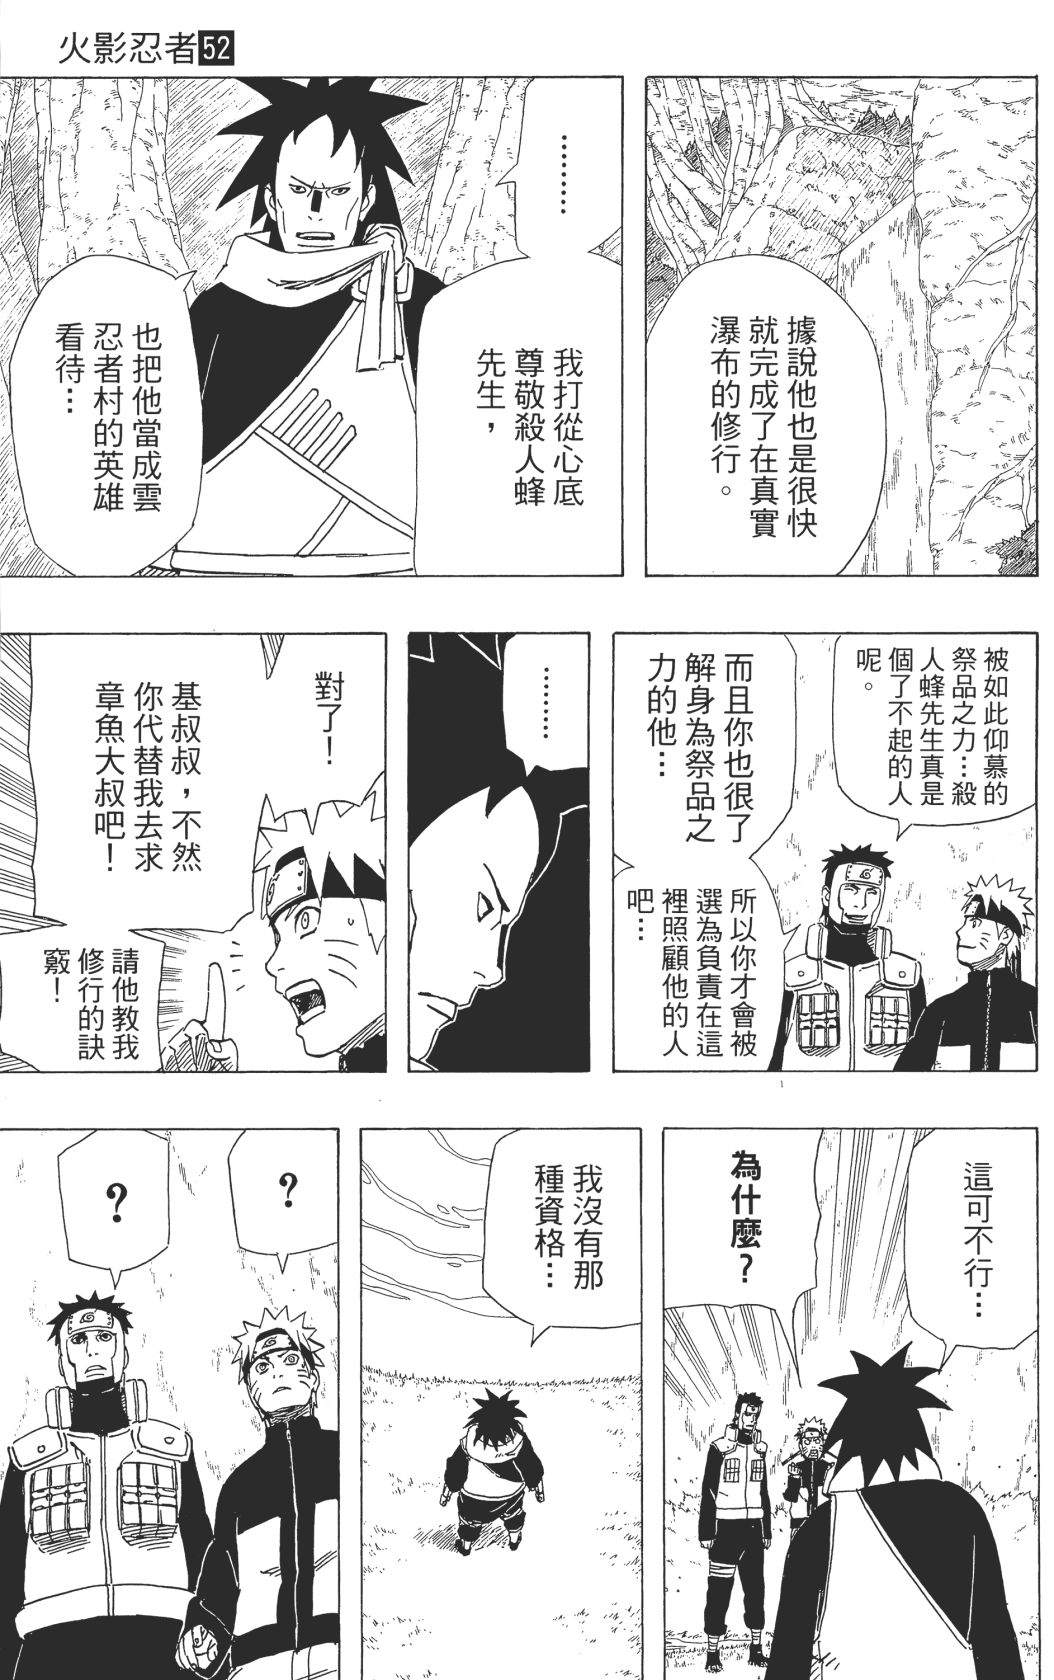 火影忍者52
據說他也是很快
就完成了在真實
瀑布的修行。
………
我打從心底
尊敬殺人蜂
先生，
也把他當成雲
忍者村的英雄
看待…
被如此仰慕的
祭品之力…殺
人蜂先生真是
個了不起的人
呢。
而且你也很了
解身為祭品之
力的他…
所以你才會被
選為負責在這
裡照顧他的人
吧…
………
對了！
基叔叔，不然
你代替我去求
章魚大叔吧！
請他教我
修行的訣
竅！
這可不行…
為什麼？
我沒有那
種資格…
？
？